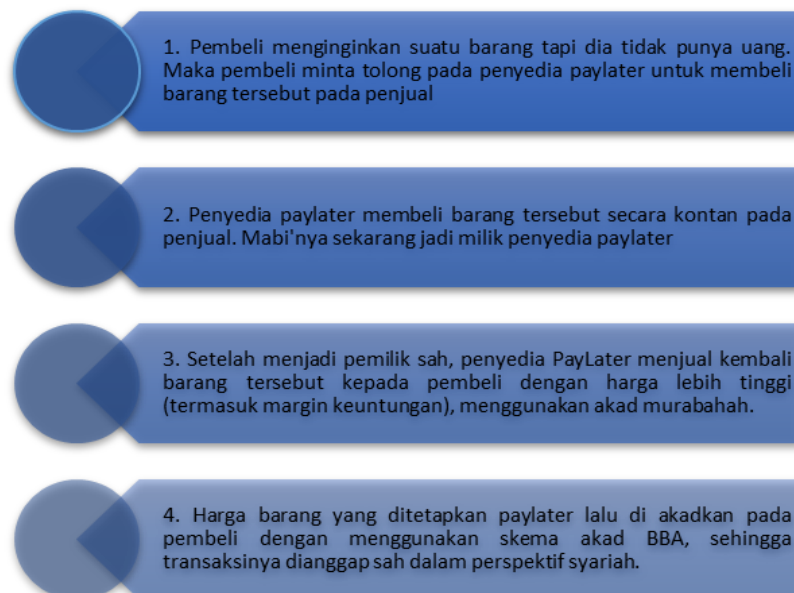 1. Pembeli menginginkan suatu barang tapi dia tidak punya uang.
Maka pembeli minta tolong pada penyedia paylater untuk membeli
barang tersebut pada penjual
2. Penyedia paylater membeli barang tersebut secara kontan pada
penjual. Mabi'nya sekarang jadi milik penyedia paylater
3. Setelah menjadi pemilik sah, penyedia PayLater menjual kembali
barang tersebut kepada pembeli dengan harga lebih tinggi
(termasuk margin keuntungan), menggunakan akad murabahah.
4. Harga barang yang ditetapkan paylater lalu di akadkan pada
pembeli dengan menggunakan skema akad BBA, sehingga
transaksinya dianggap sah dalam perspektif syariah.